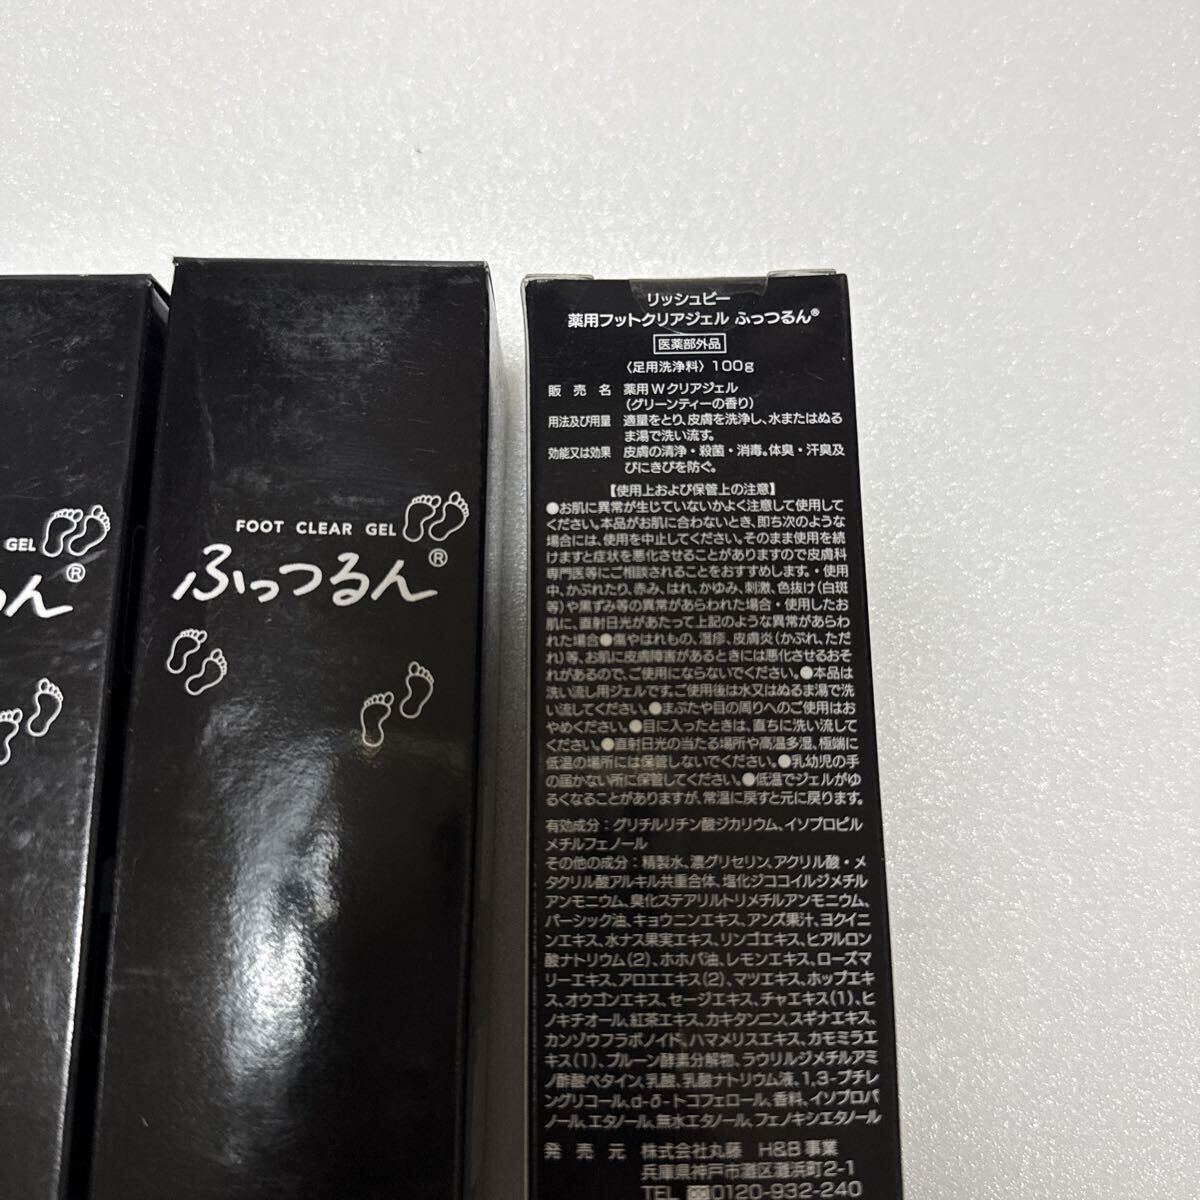 GEL
るん®
FOOT CLEAR GEL
ふっつるん®
リッシュビー
薬用フットクリアジェル ふっつるん®
医薬部外品
〈足用洗浄料〉100g
販売名 薬用Wクリアジェル
(グリーンティーの香り)
用法及び用量 適量をとり、皮膚を洗浄し、水またはぬる
ま湯で洗い流す。
効能又は効果 皮膚の清浄・殺菌・消毒。体臭・汗臭及
びにきびを防ぐ。
【使用上および保管上の注意】
●お肌に異常が生じていないかよく注意して使用して
ください。本品がお肌に合わないとき、即ち次のような
場合には、使用を中止してください。そのまま使用を続
けますと症状を悪化させることがありますので皮膚科
専門医等にご相談されることをおすすめします。・使用
中、かぶれたり、赤み、はれ、かゆみ、刺激、色抜け(白斑
等)や黒ずみ等の異常があらわれた場合・使用したお
肌に、直射日光があたって上記のような異常があらわ
れた場合●傷やはれもの、湿疹、皮膚炎(かぶれ、ただ
れ)等、お肌に皮膚障害があるときには悪化させるおそ
れがあるので、ご使用にならないでください。●本品は
洗い流し用ジェルです。ご使用後は水又はぬるま湯で洗
い流してください。●まぶたや目の周りへのご使用はお
やめください。●目に入ったときは、直ちに洗い流して
ください。●直射日光の当たる場所や高温多湿、極端に
低温の場所には保管しないでください。●乳幼児の手
の届かない所に保管してください。●低温でジェルがゆ
るくなることがありますが、常温に戻すと元に戻ります。
有効成分：グリチルリチン酸ジカリウム、イソプロピル
メチルフェノール
その他の成分：精製水、濃グリセリン、アクリル酸・メ
タクリル酸アルキル共重合体、塩化ジココイルジメチル
アンモニウム、臭化ステアリルトリメチルアンモニウム、
パーシック油、キョウニンエキス、アンズ果汁、ヨクイニ
ンエキス、水ナス果実エキス、リンゴエキス、ヒアルロン
酸ナトリウム(2)、ホホバ油、レモンエキス、ローズマ
リーエキス、アロエエキス(2)、マツエキス、ホップエキ
ス、オウゴンエキス、セージエキス、チャエキス(1)、ヒ
ノキチオール、紅茶エキス、カキタンニン、スギナエキス、
カンゾウフラボノイド、ハマメリスエキス、カモミラエ
キス(1)、プルーン酵素分解物、ラウリルジメチルアミ
ノ酢酸ベタイン、乳酸、乳酸ナトリウム液、1,3-ブチレ
ングリコール、d-δ-トコフェロール、香料、イソプロパ
ノール、エタノール、無水エタノール、フェノキシエタノール
発売元 株式会社丸藤 H&B事業
兵庫県神戸市灘区灘浜町2-1
TEL 0120-932-240